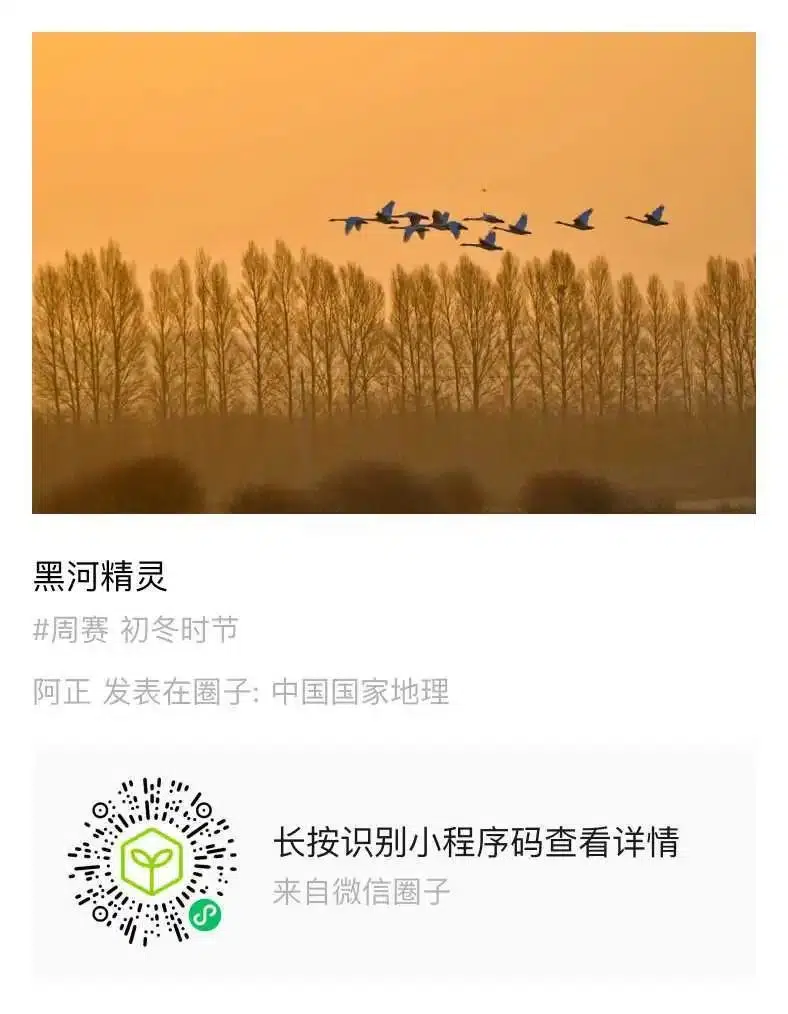 黑河精灵
#周赛 初冬时节
阿正 发表在圈子: 中国国家地理
长按识别小程序码查看详情
来自微信圈子